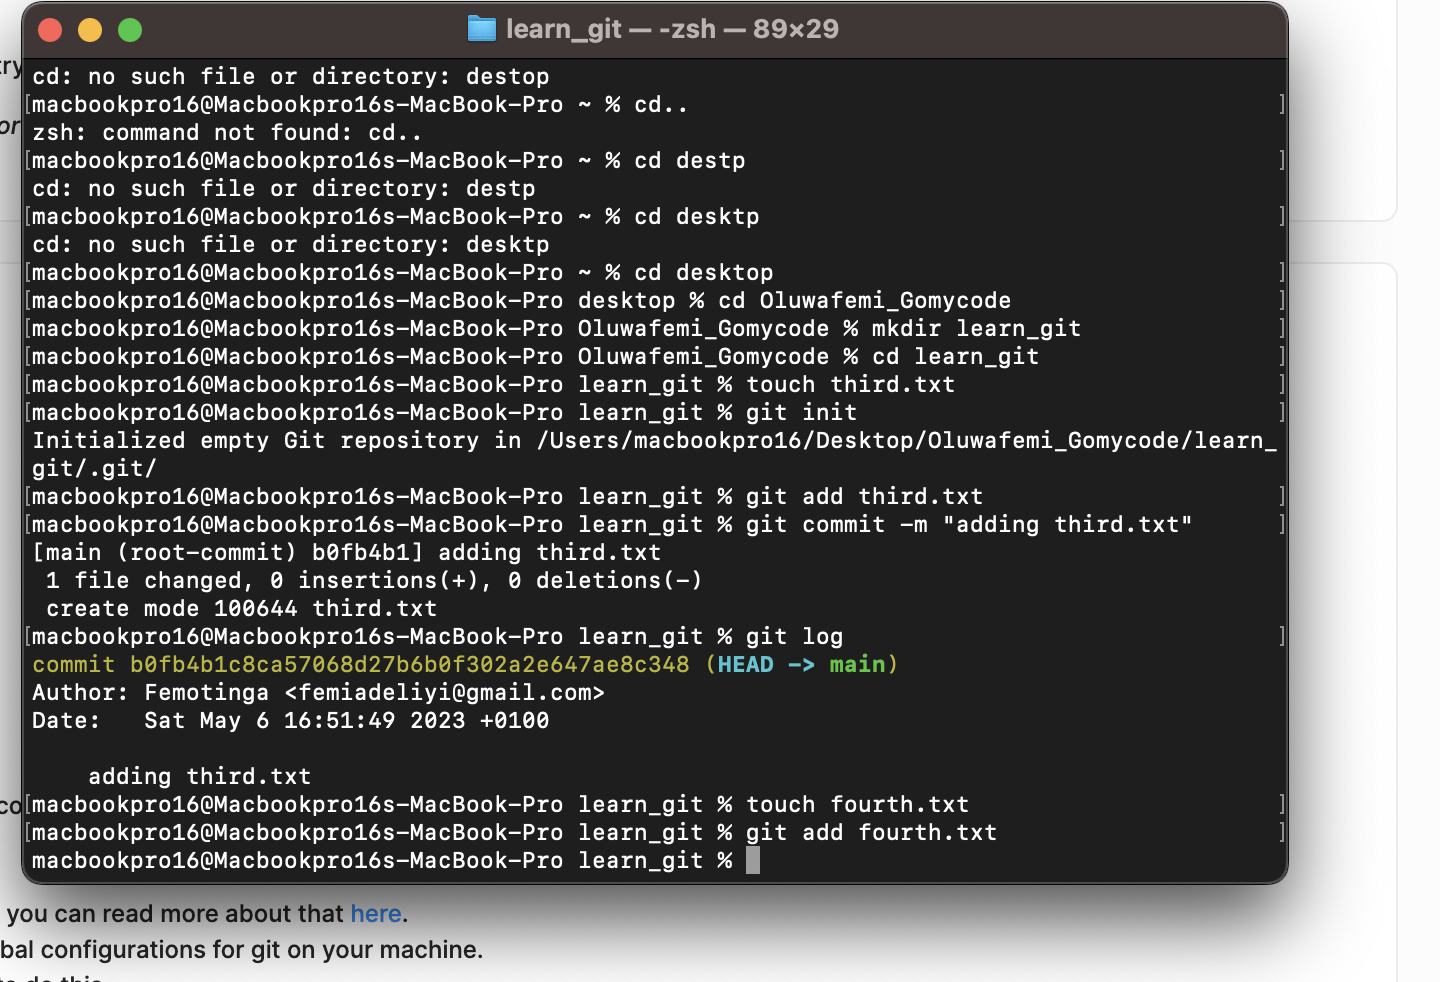 learn_git — -zsh — 89×29
cd: no such file or directory: destop
[macbookpro16@Macbookpro16s-MacBook-Pro ~ % cd.. ]
zsh: command not found: cd..
[macbookpro16@Macbookpro16s-MacBook-Pro ~ % cd destp ]
cd: no such file or directory: destp
[macbookpro16@Macbookpro16s-MacBook-Pro ~ % cd desktp ]
cd: no such file or directory: desktp
[macbookpro16@Macbookpro16s-MacBook-Pro ~ % cd desktop ]
[macbookpro16@Macbookpro16s-MacBook-Pro desktop % cd Oluwafemi_Gomycode ]
[macbookpro16@Macbookpro16s-MacBook-Pro Oluwafemi_Gomycode % mkdir learn_git ]
[macbookpro16@Macbookpro16s-MacBook-Pro Oluwafemi_Gomycode % cd learn_git ]
[macbookpro16@Macbookpro16s-MacBook-Pro learn_git % touch third.txt ]
[macbookpro16@Macbookpro16s-MacBook-Pro learn_git % git init ]
Initialized empty Git repository in /Users/macbookpro16/Desktop/Oluwafemi_Gomycode/learn_
git/.git/
[macbookpro16@Macbookpro16s-MacBook-Pro learn_git % git add third.txt ]
[macbookpro16@Macbookpro16s-MacBook-Pro learn_git % git commit -m "adding third.txt" ]
[main (root-commit) b0fb4b1] adding third.txt
 1 file changed, 0 insertions(+), 0 deletions(-)
 create mode 100644 third.txt
[macbookpro16@Macbookpro16s-MacBook-Pro learn_git % git log ]
commit b0fb4b1c8ca57068d27b6b0f302a2e647ae8c348 (HEAD -> main)
Author: Femotinga <femiadeliyi@gmail.com>
Date:   Sat May 6 16:51:49 2023 +0100
    adding third.txt
[macbookpro16@Macbookpro16s-MacBook-Pro learn_git % touch fourth.txt ]
[macbookpro16@Macbookpro16s-MacBook-Pro learn_git % git add fourth.txt ]
macbookpro16@Macbookpro16s-MacBook-Pro learn_git %
you can read more about that here.
bal configurations for git on your machine.